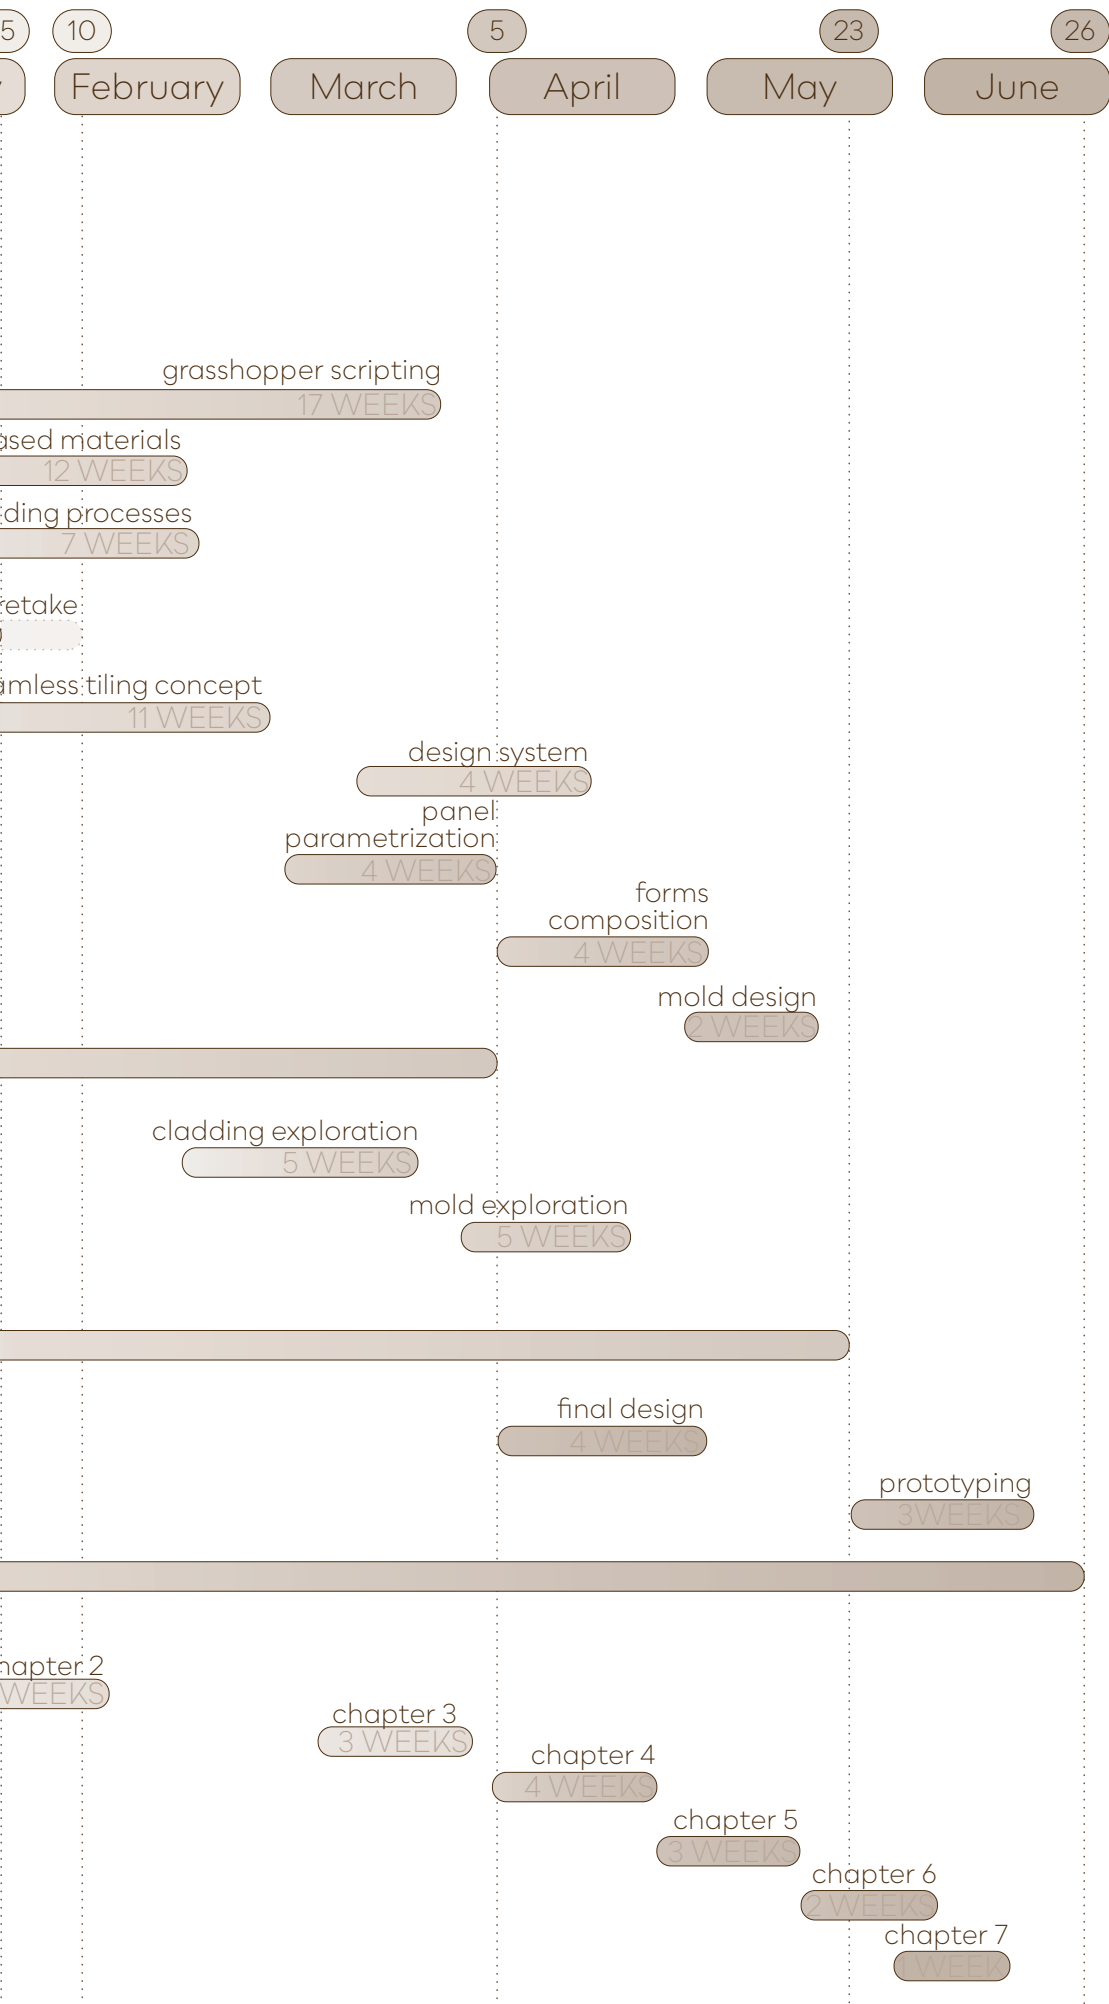 5 10 5 23 26
February March April May June
grasshopper scripting
17 WEEKS
ased materials
12 WEEKS
ding processes
7 WEEKS
retake
amless tiling concept
11 WEEKS
design system
4 WEEKS
panel
parametrization
4 WEEKS
forms
composition
4 WEEKS
mold design
2 WEEKS
cladding exploration
5 WEEKS
mold exploration
5 WEEKS
final design
4 WEEKS
prototyping
3WEEKS
hapter 2
WEEKS
chapter 3
3 WEEKS
chapter 4
4 WEEKS
chapter 5
3 WEEKS
chapter 6
2 WEEKS
chapter 7
1 WEEK